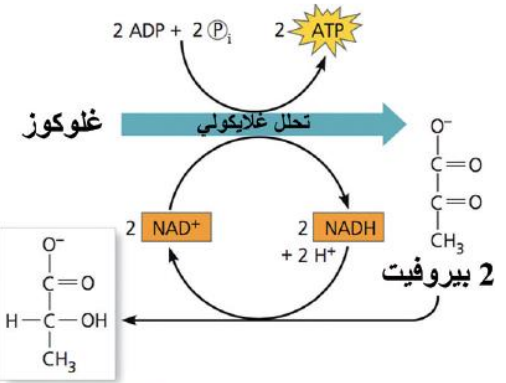 2 ADP + 2 Pi 2 ATP
غلوكوز
تحلل غلايكولي
O⁻
C=O
C=O
CH₃
2 بيروفيت
2 NAD⁺
2 NADH
+ 2 H⁺
O⁻
C=O
H—C—OH
CH₃